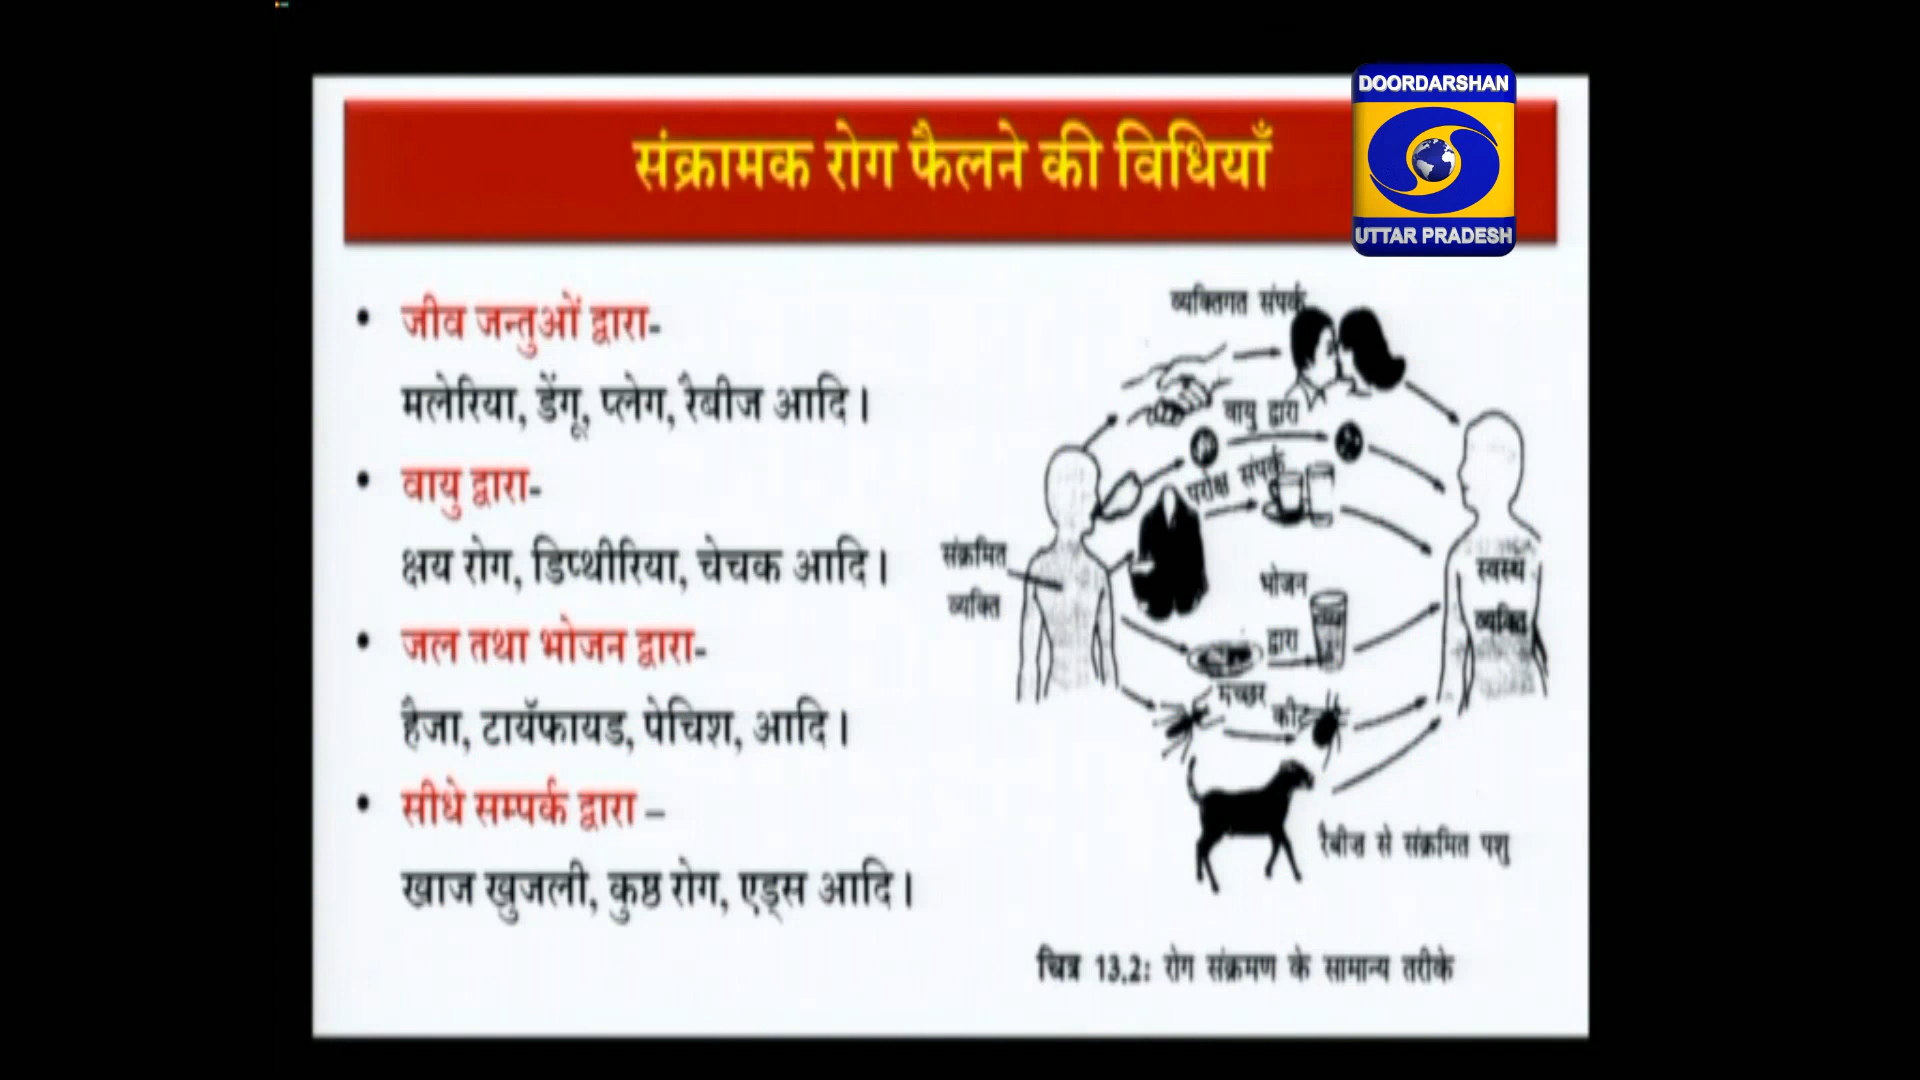 DOORDARSHAN
UTTAR PRADESH
संक्रामक रोग फैलने की विधियाँ
• जीव जन्तुओं द्वारा-
मलेरिया, डेंगू, प्लेग, रैबीज आदि।
• वायु द्वारा-
क्षय रोग, डिप्थीरिया, चेचक आदि।
• जल तथा भोजन द्वारा-
हैजा, टायॅफायड, पेचिश, आदि।
• सीधे सम्पर्क द्वारा –
खाज खुजली, कुष्ठ रोग, एड्स आदि।
व्यक्तिगत संपर्क
वायु द्वारा
परोक्ष संपर्क
संक्रमित
व्यक्ति
भोजन
द्वारा
स्वस्थ
व्यक्ति
मच्छर
कीट
रैबीज से संक्रमित पशु
चित्र 13.2: रोग संक्रमण के सामान्य तरीके